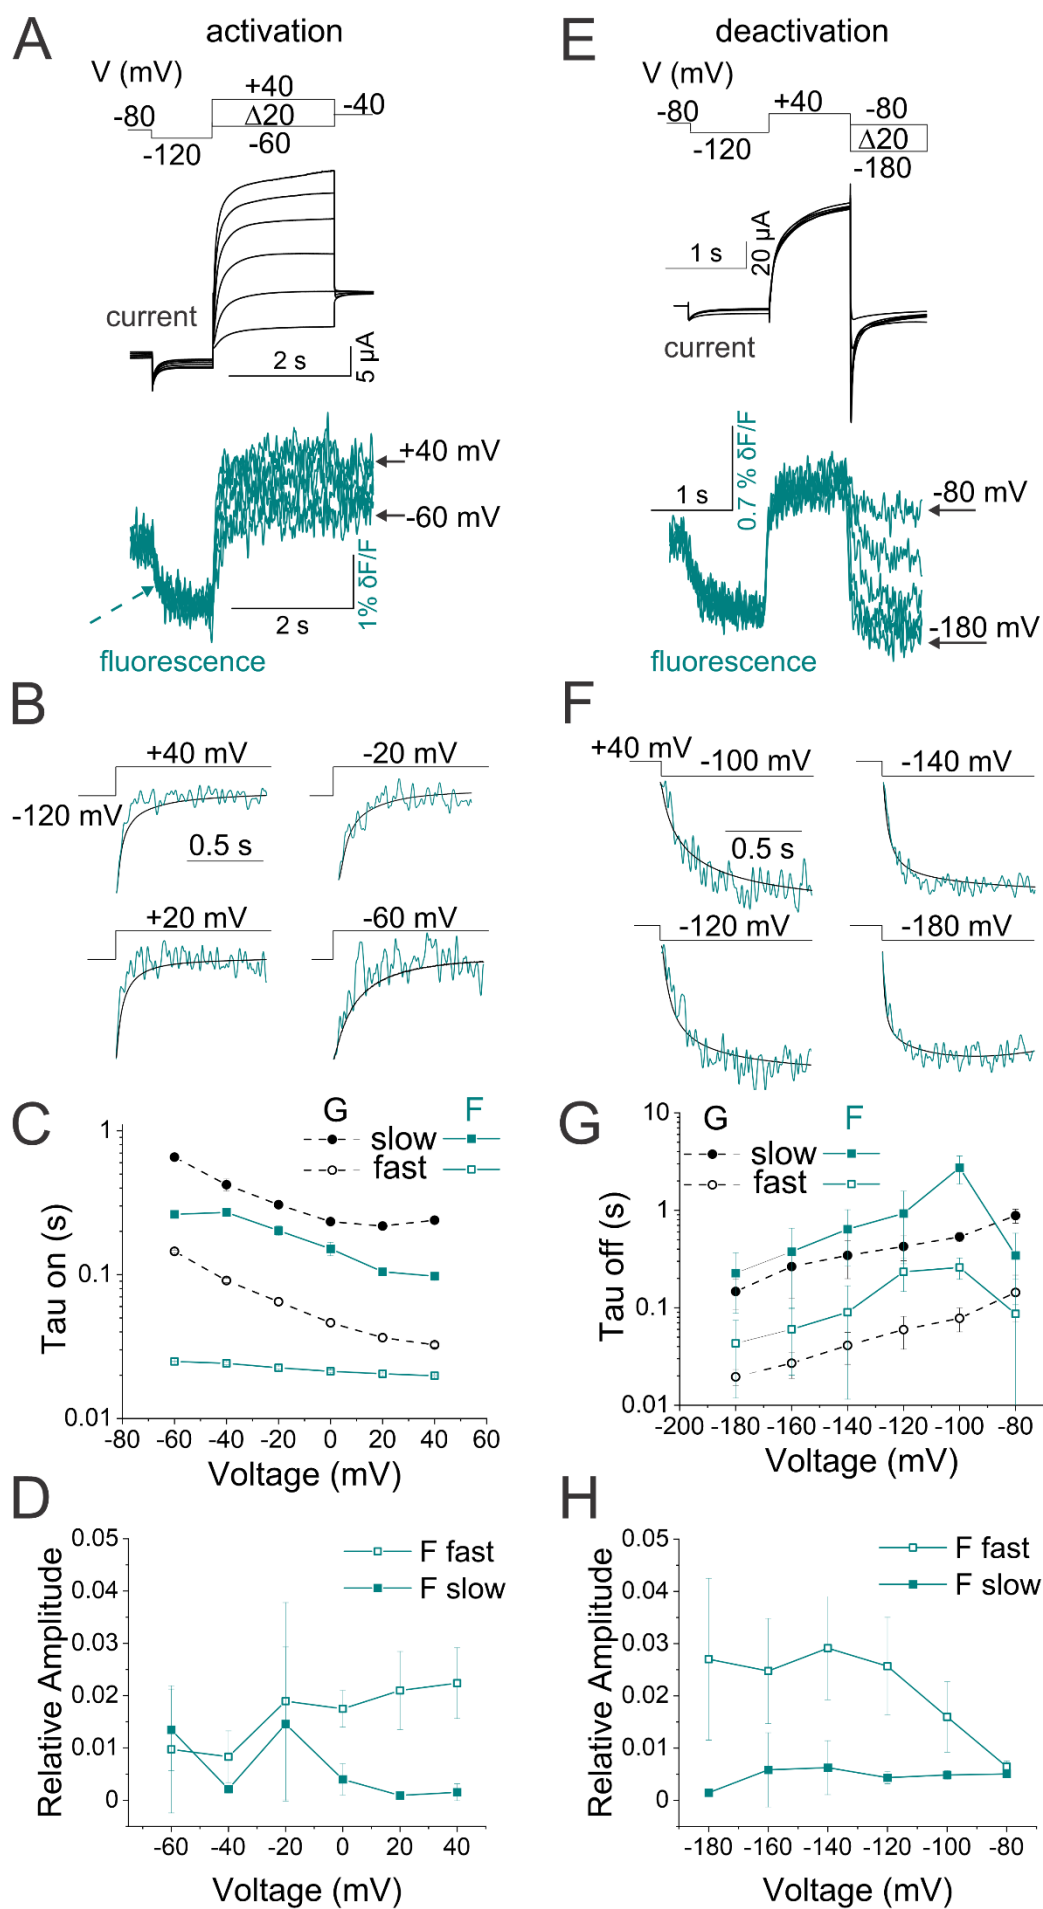 A
activation
V (mV)
+40
-80
Δ20
-40
-120
-60
current
2 s
5 µA
+40 mV
-60 mV
1% δF/F
2 s
fluorescence
E
deactivation
V (mV)
-80
+40
-80
-120
Δ20
-180
1 s
20 µA
current
1 s
0.7 % δF/F
-80 mV
-180 mV
fluorescence
B
+40 mV
-20 mV
-120 mV
0.5 s
+20 mV
-60 mV
F
+40 mV
-100 mV
-140 mV
0.5 s
-120 mV
-180 mV
C
G F
slow
fast
1
0.1
0.01
Tau on (s)
-80 -60 -40 -20 0 20 40 60
Voltage (mV)
G
G F
slow
fast
10
1
0.1
0.01
Tau off (s)
-200 -180 -160 -140 -120 -100 -80
Voltage (mV)
D
F fast
F slow
0.05
0.04
0.03
0.02
0.01
0
Relative Amplitude
-60 -40 -20 0 20 40
Voltage (mV)
H
F fast
F slow
0.05
0.04
0.03
0.02
0.01
0
Relative Amplitude
-180 -160 -140 -120 -100 -80
Voltage (mV)